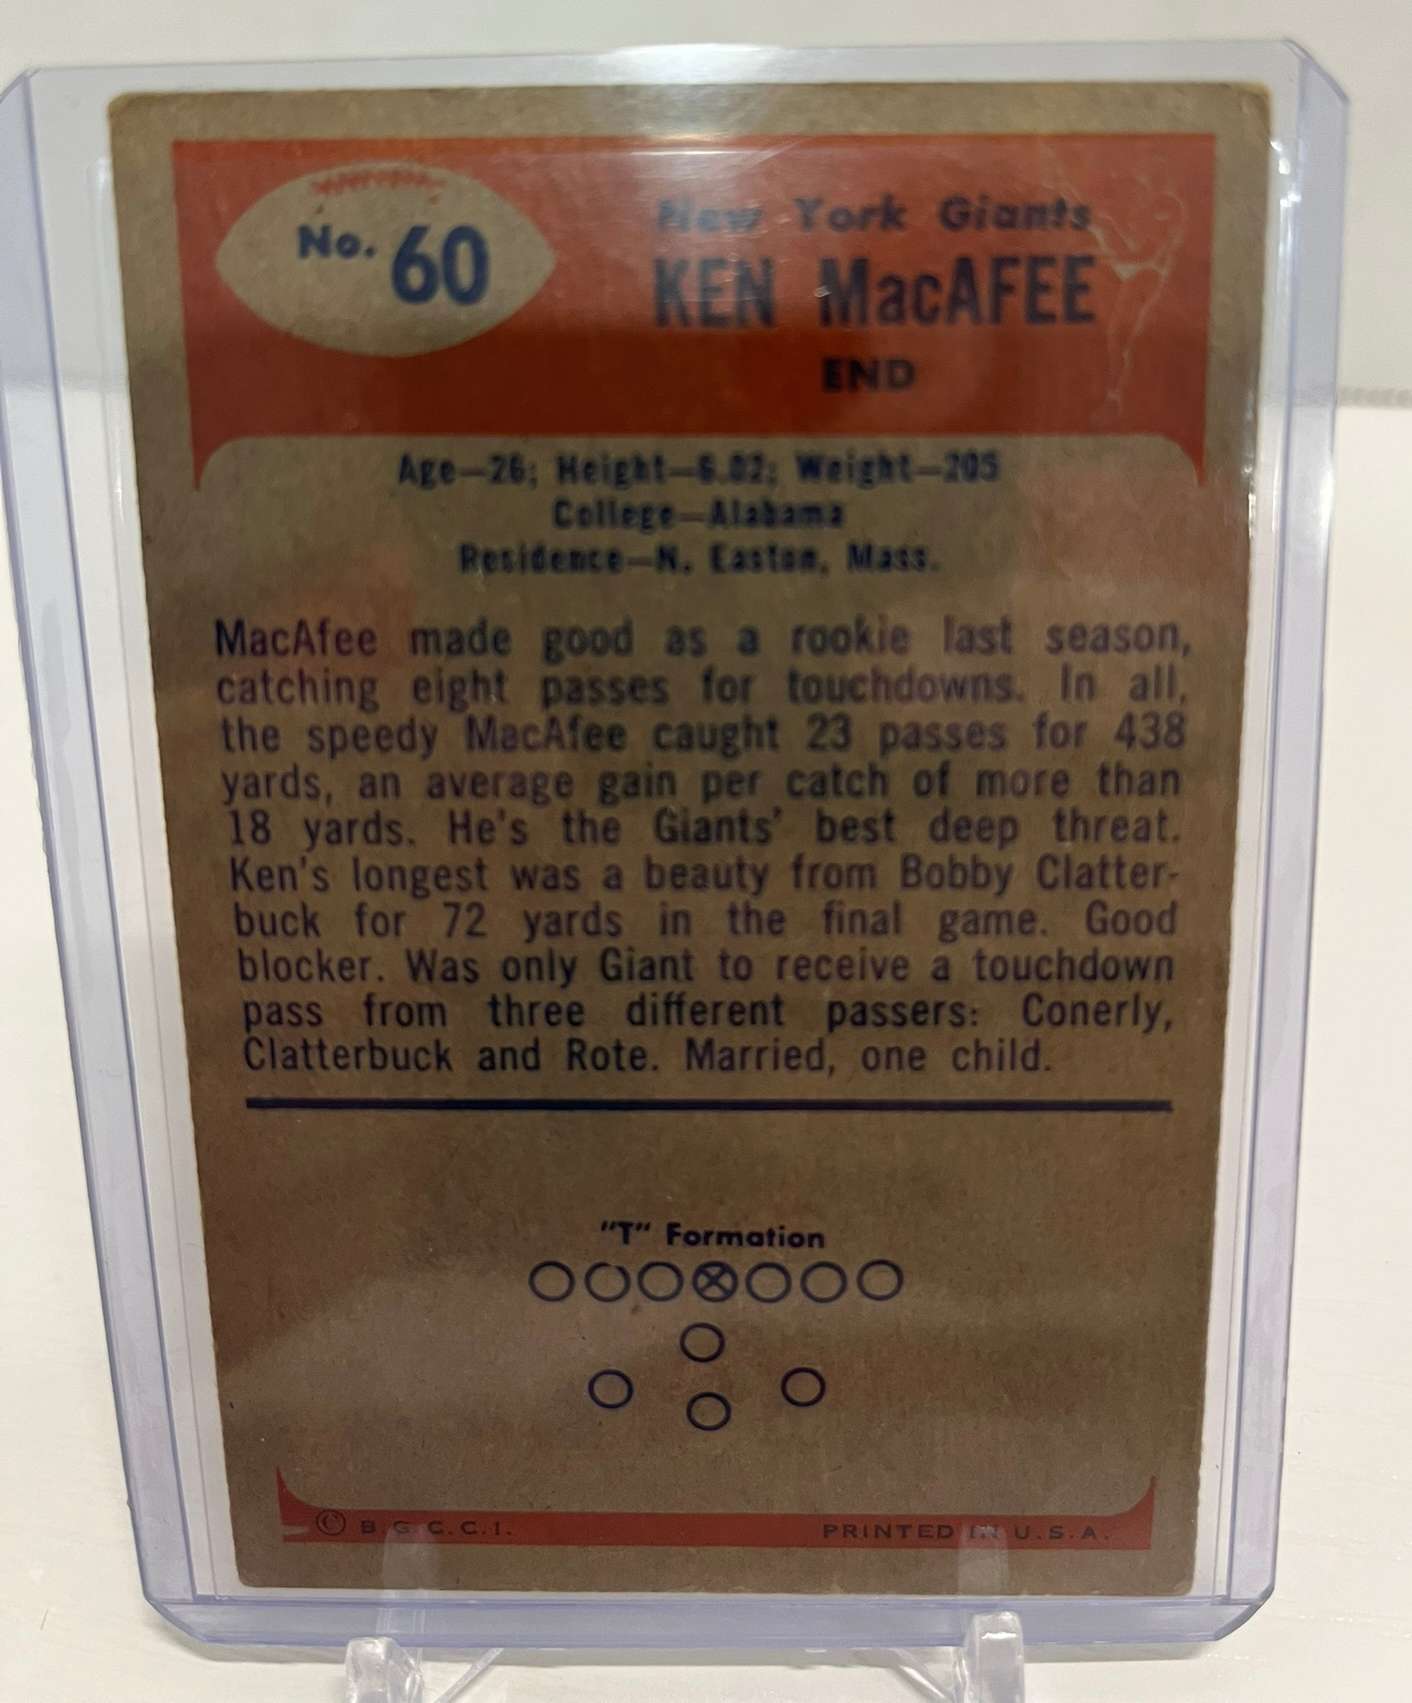 No. 60
New York Giants
KEN MacAFEE
END
Age—26; Height—6.02; Weight—205
College—Alabama
Residence—N. Easton, Mass.
MacAfee made good as a rookie last season,
catching eight passes for touchdowns. In all,
the speedy MacAfee caught 23 passes for 438
yards, an average gain per catch of more than
18 yards. He's the Giants' best deep threat.
Ken's longest was a beauty from Bobby Clatter-
buck for 72 yards in the final game. Good
blocker. Was only Giant to receive a touchdown
pass from three different passers: Conerly,
Clatterbuck and Rote. Married, one child.
"T" Formation
© B.G.C.C.I. PRINTED IN U.S.A.